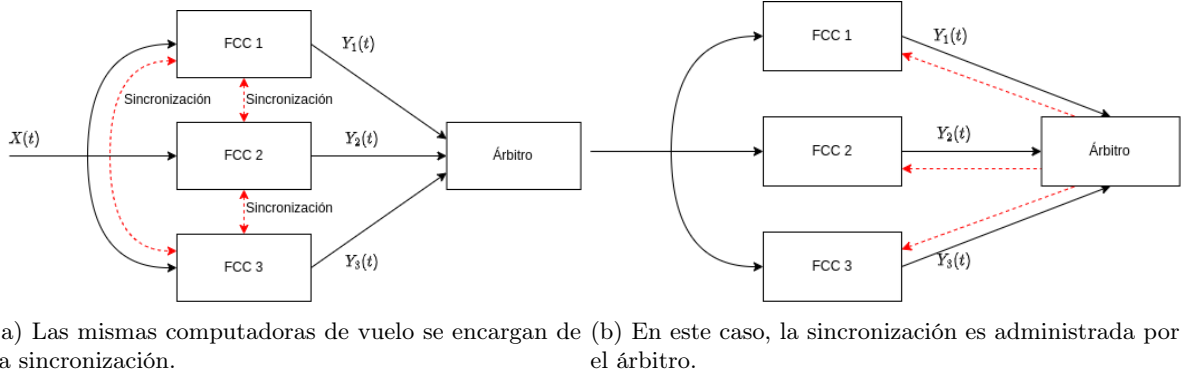 FCC 1
Y₁(t)
Sincronización
Sincronización
X(t)
FCC 2
Y₂(t)
Árbitro
Sincronización
FCC 3
Y₃(t)
a) Las mismas computadoras de vuelo se encargan de
a sincronización.
FCC 1
Y₁(t)
FCC 2
Y₂(t)
Árbitro
FCC 3
Y₃(t)
(b) En este caso, la sincronización es administrada por
el árbitro.